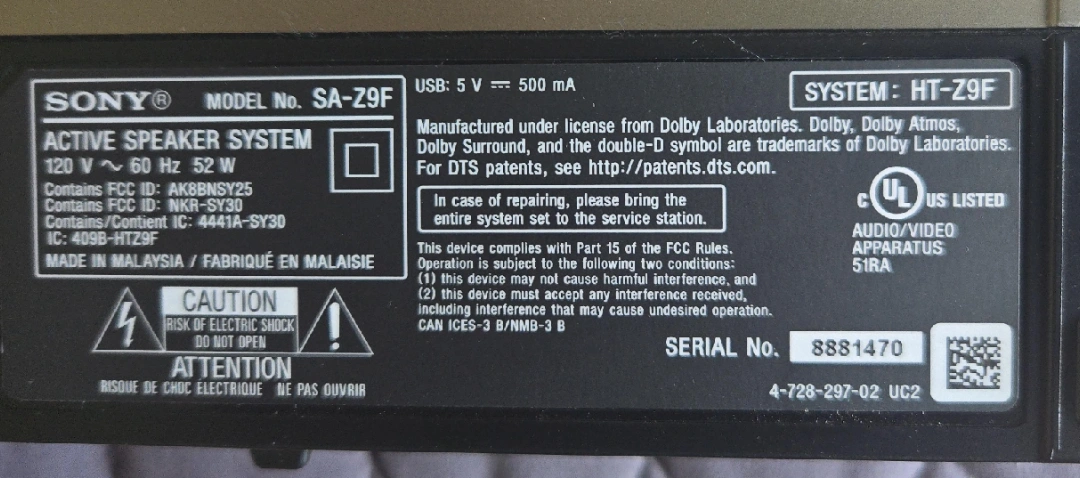 SONY® MODEL No. SA-Z9F
ACTIVE SPEAKER SYSTEM
120 V ~ 60 Hz 52 W
Contains FCC ID: AK8BNSY25
Contains FCC ID: NKR-SY30
Contains/Contient IC: 4441A-SY30
IC: 409B-HTZ9F
MADE IN MALAYSIA / FABRIQUÉ EN MALAISIE
CAUTION
RISK OF ELECTRIC SHOCK
DO NOT OPEN
ATTENTION
RISQUE DE CHOC ELECTRIQUE NE PAS OUVRIR
USB: 5 V ⎓ 500 mA
SYSTEM: HT-Z9F
Manufactured under license from Dolby Laboratories. Dolby, Dolby Atmos,
Dolby Surround, and the double-D symbol are trademarks of Dolby Laboratories.
For DTS patents, see http://patents.dts.com.
In case of repairing, please bring the
entire system set to the service station.
This device complies with Part 15 of the FCC Rules.
Operation is subject to the following two conditions:
(1) this device may not cause harmful interference, and
(2) this device must accept any interference received,
including interference that may cause undesired operation.
CAN ICES-3 B/NMB-3 B
C UL ® US LISTED
AUDIO/VIDEO
APPARATUS
51RA
SERIAL No. 8881470
4-728-297-02 UC2